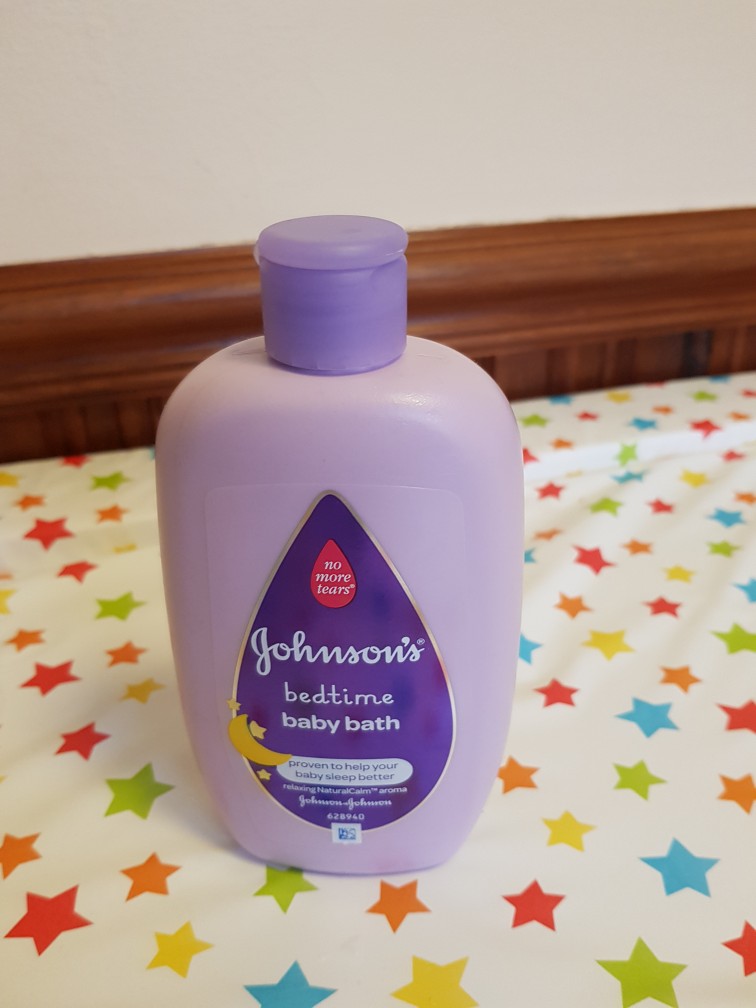 no
more
tears®
Johnson's®
bedtime
baby bath
proven to help your
baby sleep better
relaxing NaturalCalm™ aroma
Johnson & Johnson
628940